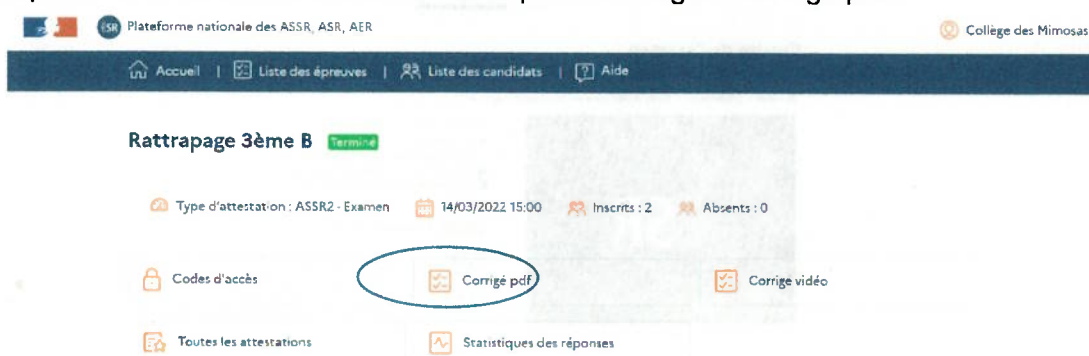 ESR Plateforme nationale des ASSR, ASR, AER
Collège des Mimosas
Accueil | Liste des épreuves | Liste des candidats | ? Aide
Rattrapage 3ème B Terminé
Type d'attestation : ASSR2 - Examen 14/03/2022 15:00 Inscrits : 2 Absents : 0
Codes d'accès Corrigé pdf Corrigé vidéo
Toutes les attestations Statistiques des réponses